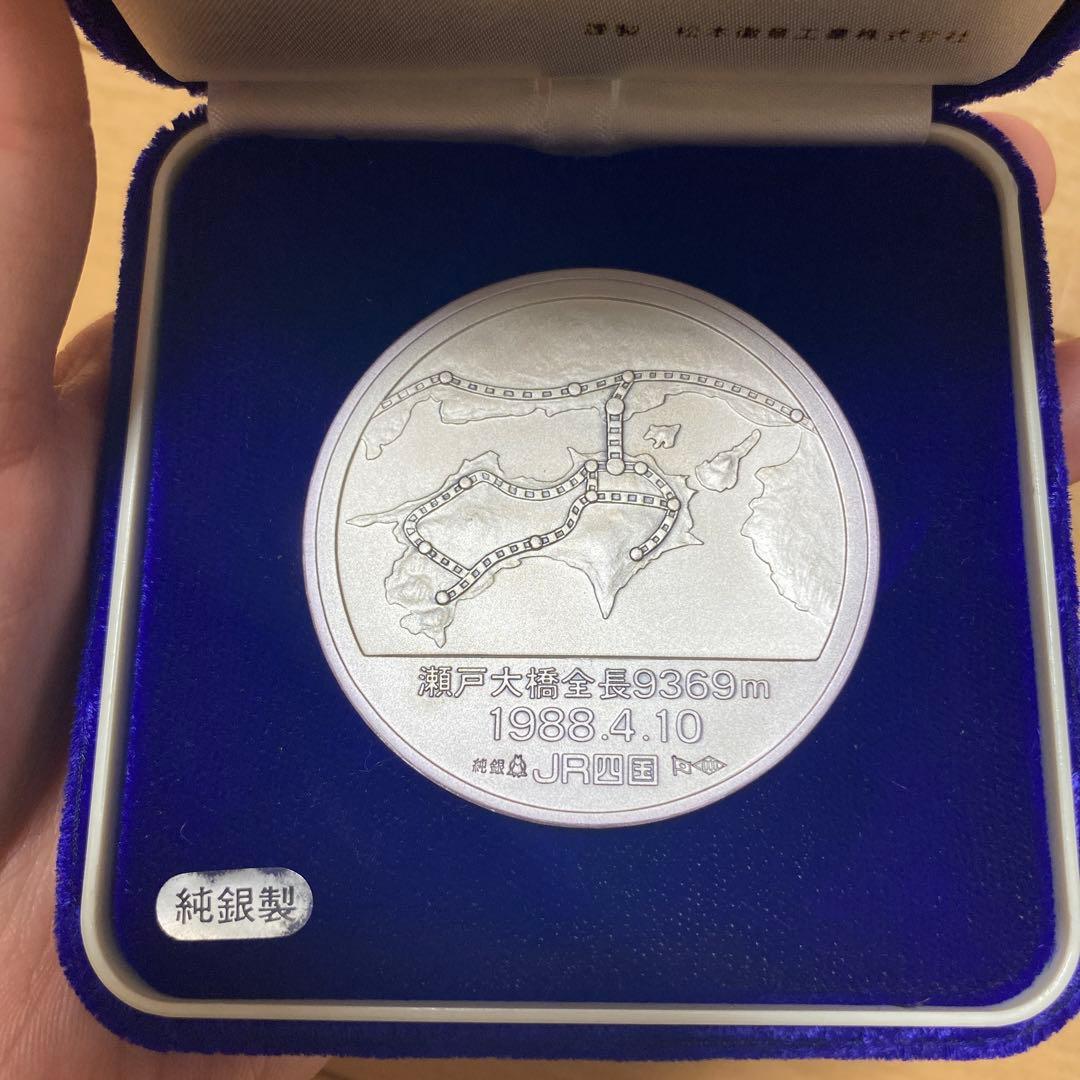 謹製 松本徽章工業株式会社
瀬戸大橋全長9369m
1988.4.10
純銀 JR四国
純銀製